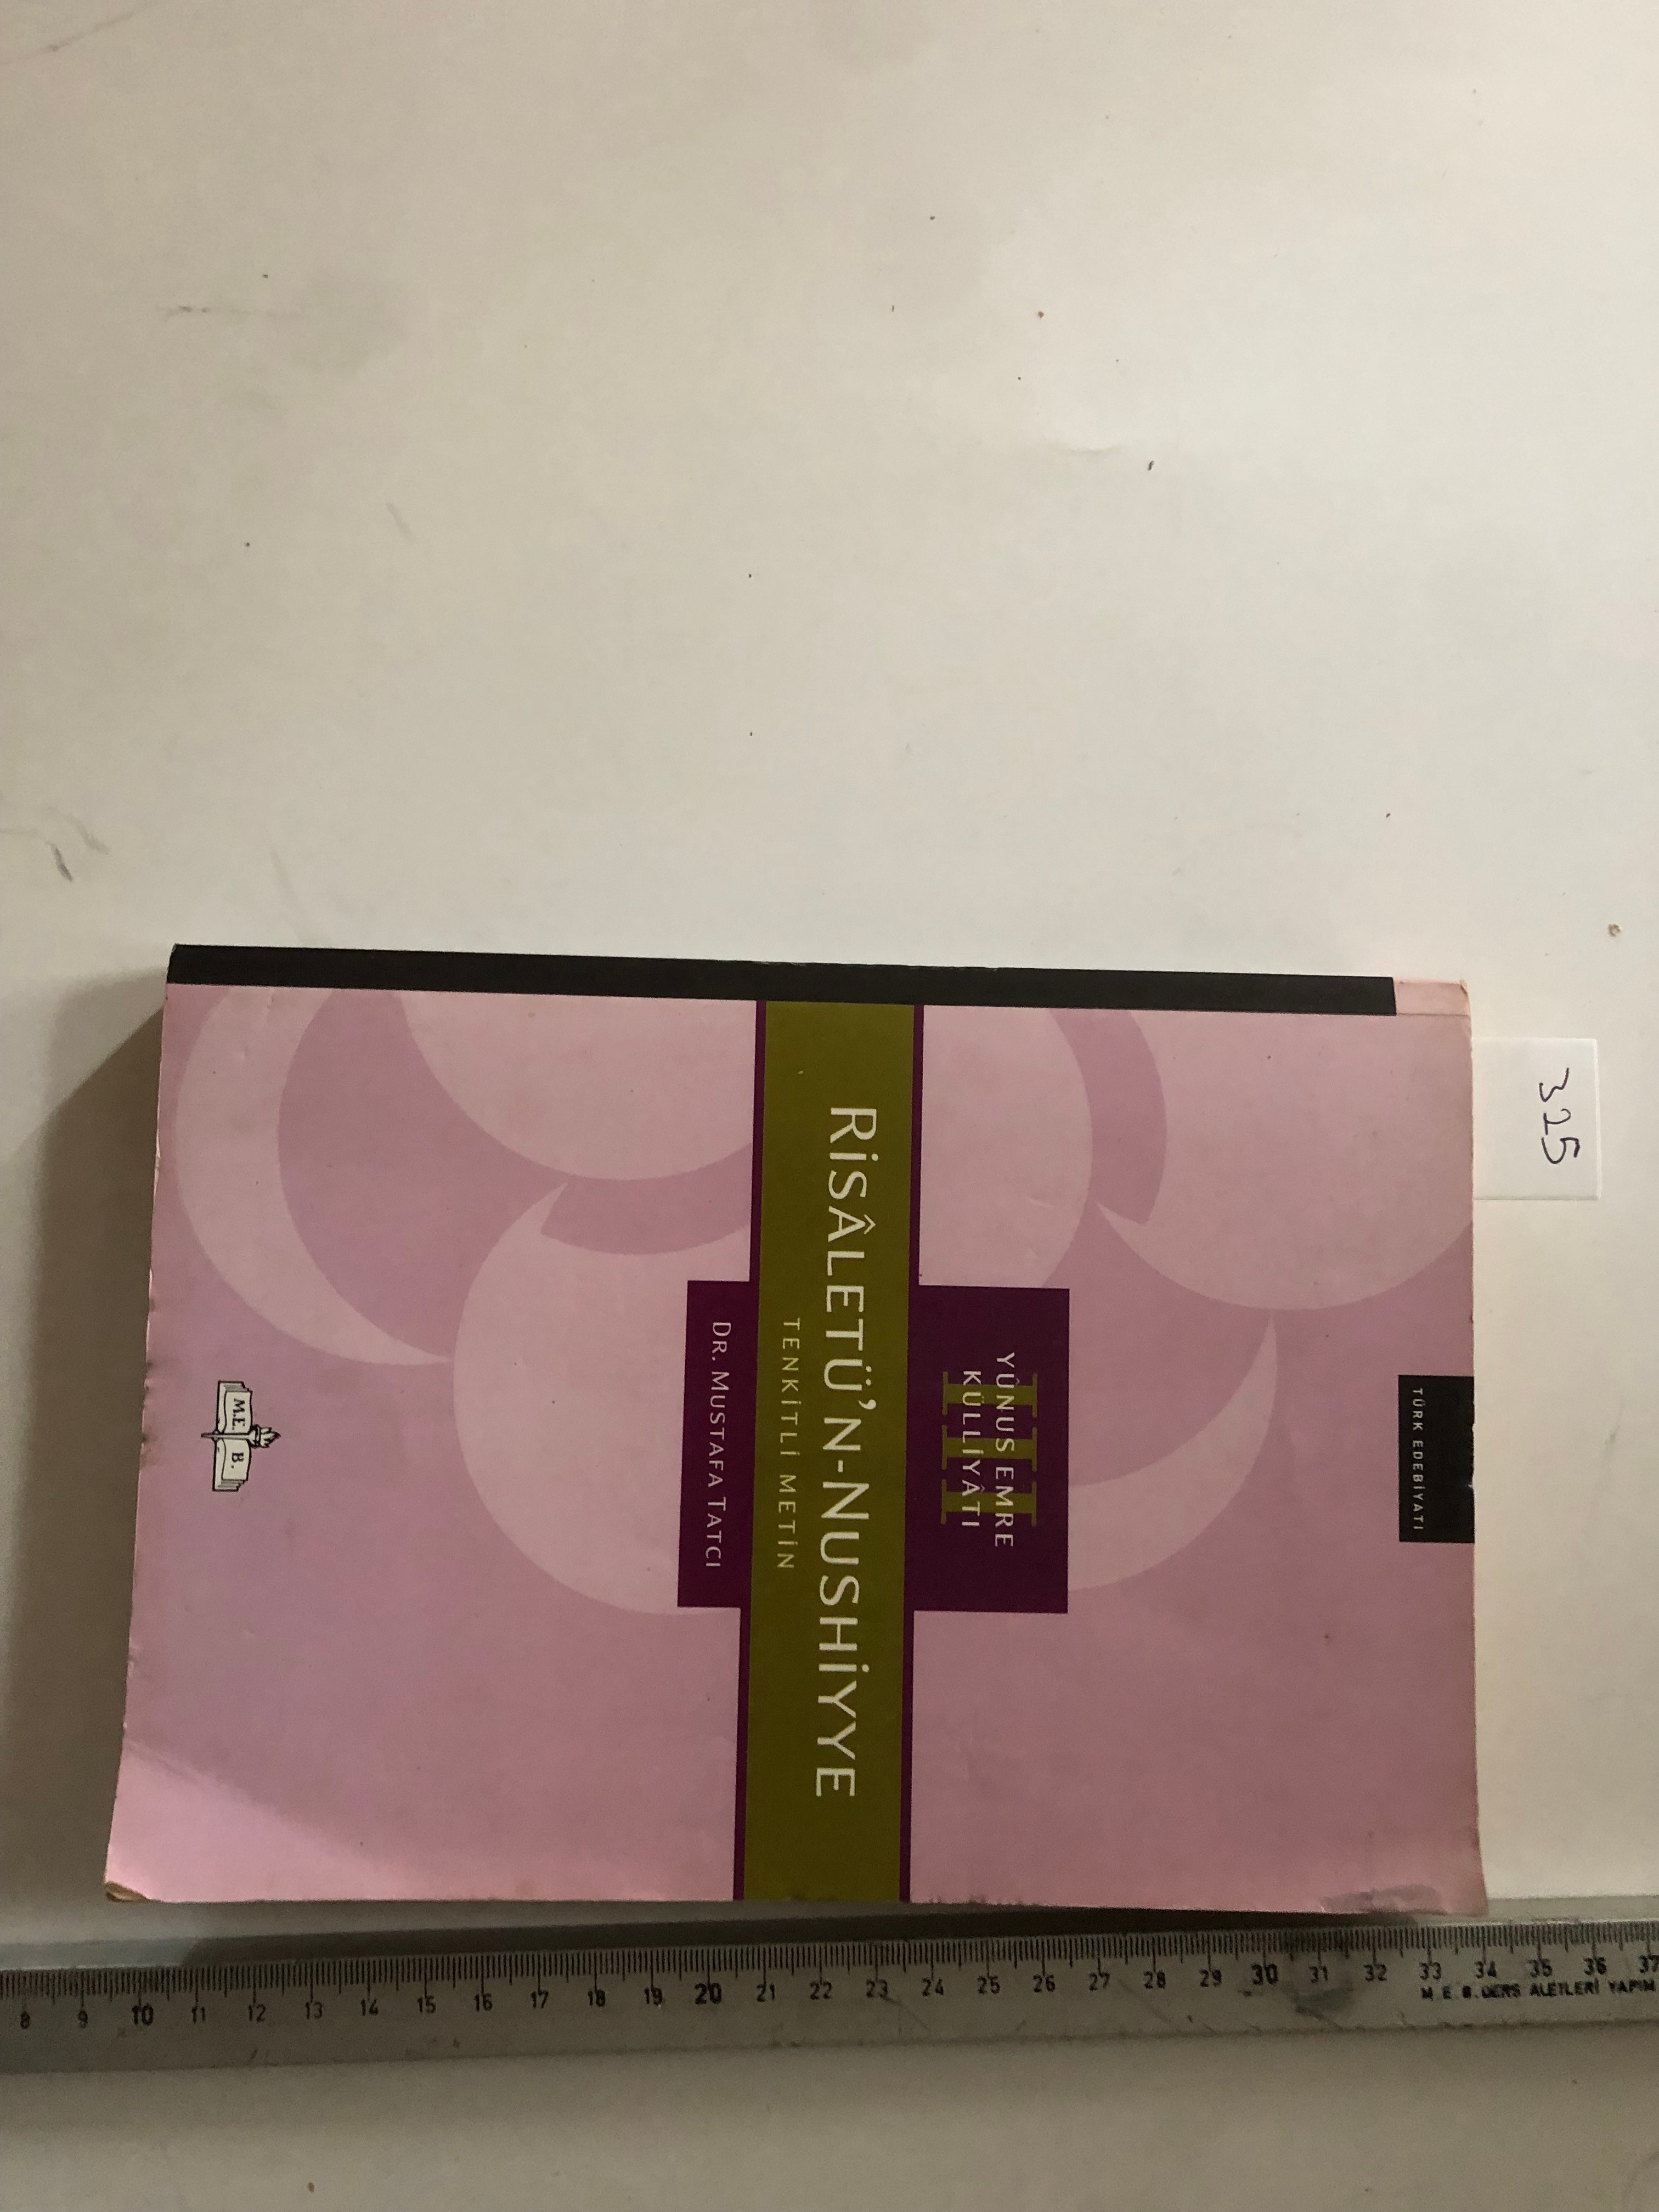 325
TÜRK EDEBİYATI
III
YÛNUS EMRE
KÜLLİYÂTI
RİSÂLETÜ'N-NUSHİYYE
TENKİTLİ METİN
DR. MUSTAFA TATCI
M.E. B.
8 9 10 11 12 13 14 15 16 17 18 19 20 21 22 23 24 25 26 27 28 29 30 31 32 33 34 35 36 37
M.E.B. DERS ALETLERİ YAPIM